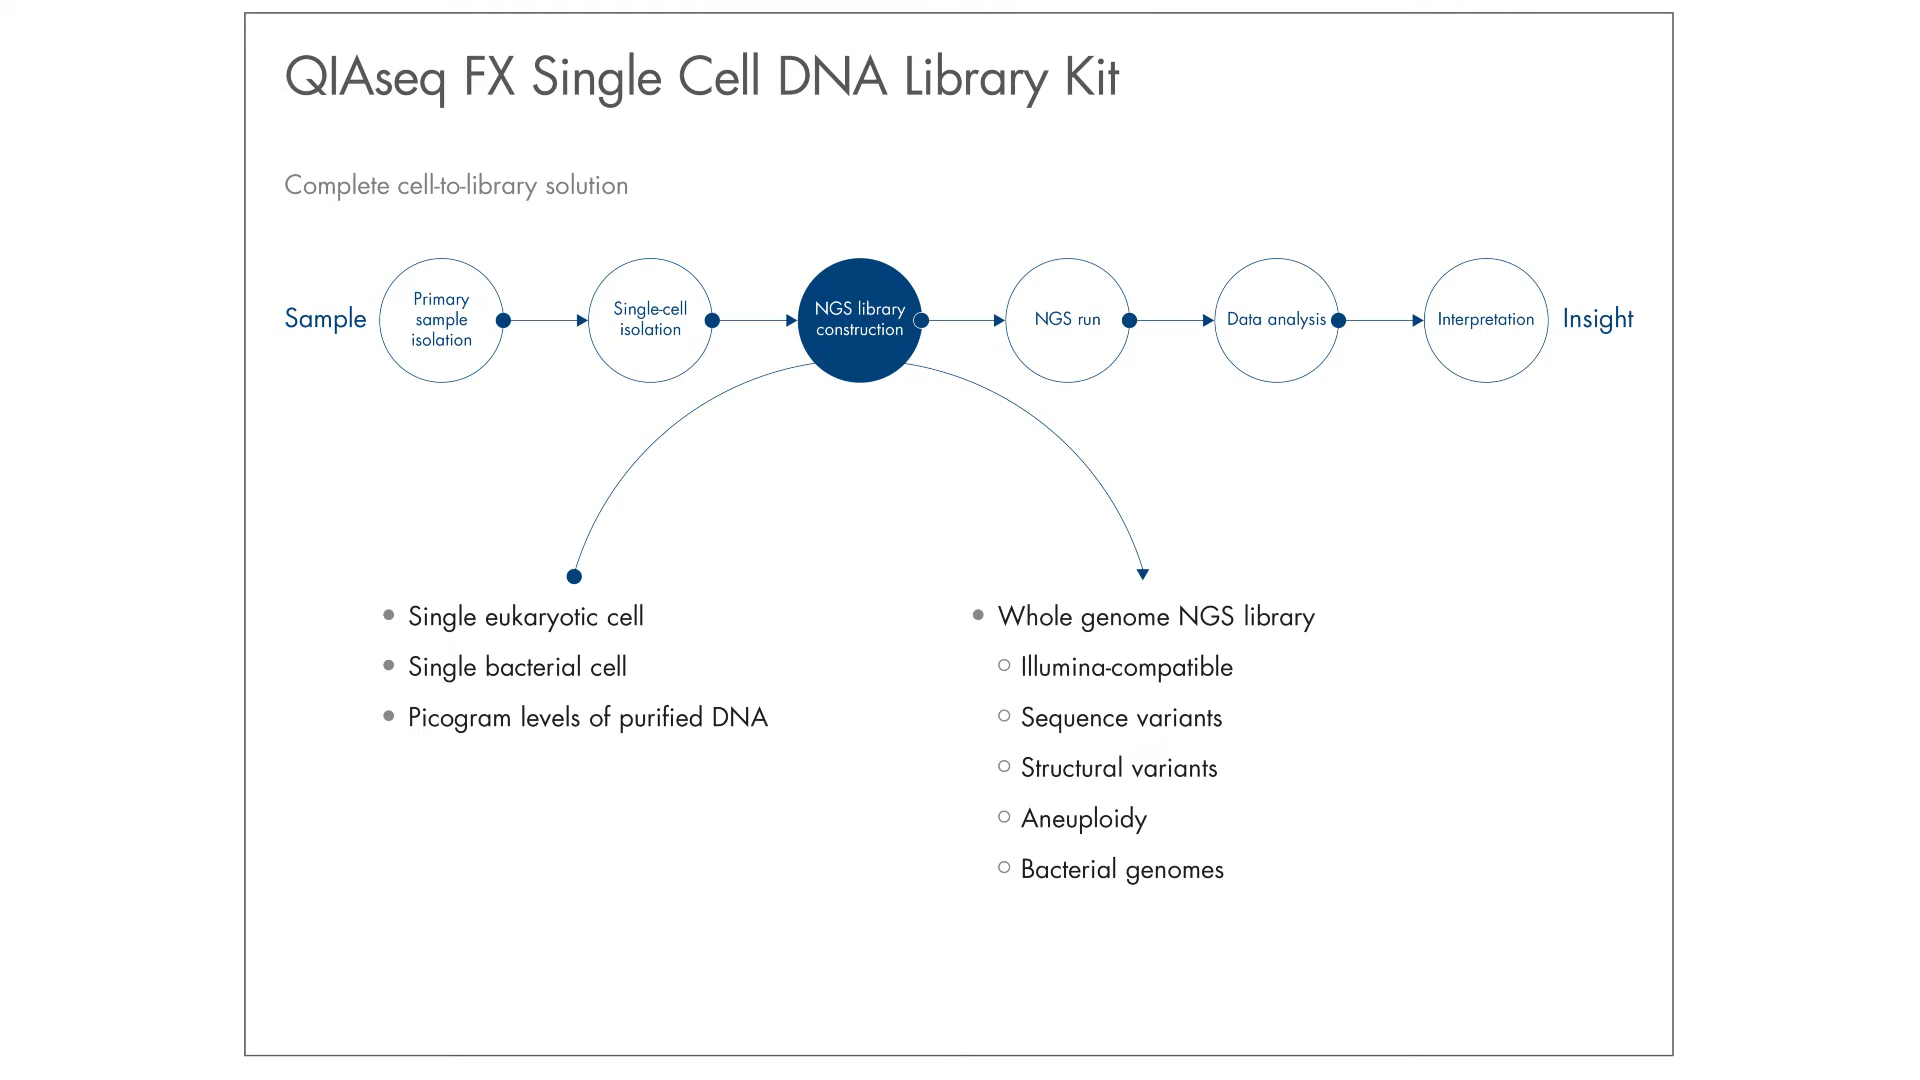 QIAseq FX Single Cell DNA Library Kit
Complete cell-to-library solution
Sample
Primary
sample
isolation
Single-cell
isolation
NGS library
construction
NGS run
Data analysis
Interpretation
Insight
Single eukaryotic cell
Single bacterial cell
Picogram levels of purified DNA
Whole genome NGS library
Illumina-compatible
Sequence variants
Structural variants
Aneuploidy
Bacterial genomes